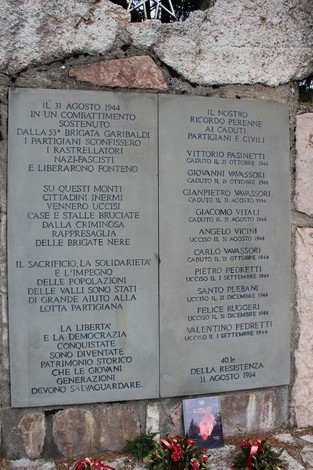 IL 31 AGOSTO 1944
IN UN COMBATTIMENTO
SOSTENUTO
DALLA 53ª BRIGATA GARIBALDI
I PARTIGIANI SCONFISSERO
I RASTRELLATORI
NAZI-FASCISTI
E LIBERARONO FONTENO
SU QUESTI MONTI
CITTADINI INERMI
VENNERO UCCISI
CASE E STALLE BRUCIATE
DALLA CRIMINOSA
RAPPRESAGLIA
DELLE BRIGATE NERE
IL SACRIFICIO, LA SOLIDARIETA'
E L'IMPEGNO
DELLE POPOLAZIONI
DELLE VALLI SONO STATI
DI GRANDE AIUTO ALLA
LOTTA PARTIGIANA
LA LIBERTA'
E LA DEMOCRAZIA
CONQUISTATE
SONO DIVENTATE
PATRIMONIO STORICO
CHE LE GIOVANI
GENERAZIONI
DEVONO SALVAGUARDARE.
IL NOSTRO
RICORDO PERENNE
AI CADUTI
PARTIGIANI E CIVILI
VITTORIO PASINETTI
CADUTO IL 21 OTTOBRE 1944
GIOVANNI VAVASSORI
CADUTO IL 21 OTTOBRE 1944
GIANPIETRO VAVASSORI
CADUTO IL 21 OTTOBRE 1944
GIACOMO VITALI
CADUTO IL 31 AGOSTO 1944
ANGELO VICINI
UCCISO IL 31 AGOSTO 1944
CARLO VAVASSORI
UCCISO IL 21 OTTOBRE 1944
PIETRO PEDRETTI
UCCISO IL 7 SETTEMBRE 1944
SANTO PLEBANI
UCCISO IL 31 DICEMBRE 1944
FELICE RUGGERI
UCCISO IL 31 DICEMBRE 1944
VALENTINO PEDRETTI
UCCISO IL 1 SETTEMBRE 1944
40.le
DELLA RESISTENZA
31 AGOSTO 1984